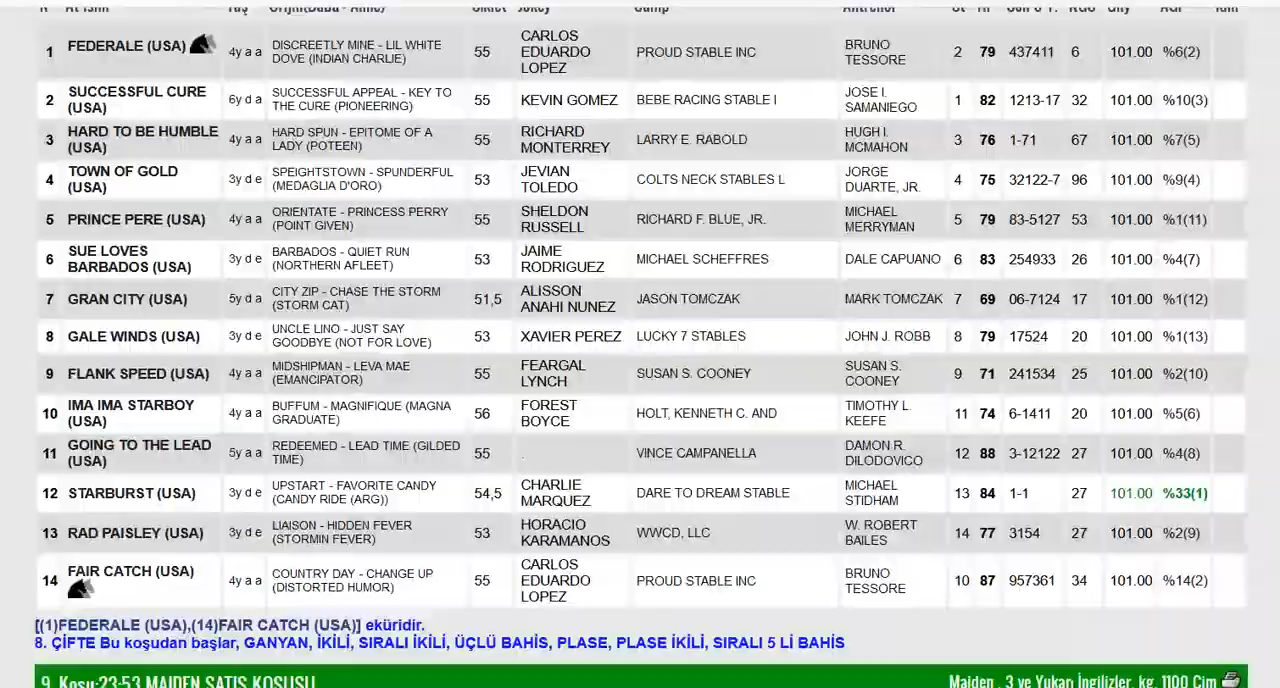 N At İsmi Yaş Orijin(Baba - Anne) Sıklet Jokey Sahip Antrenör St HP Son 6 Y. KGS Gny AGF İdm
1 FEDERALE (USA) 4y a a DISCREETLY MINE - LIL WHITE DOVE (INDIAN CHARLIE) 55 CARLOS EDUARDO LOPEZ PROUD STABLE INC BRUNO TESSORE 2 79 437411 6 101.00 %6(2)
2 SUCCESSFUL CURE (USA) 6y d a SUCCESSFUL APPEAL - KEY TO THE CURE (PIONEERING) 55 KEVIN GOMEZ BEBE RACING STABLE I JOSE I. SAMANIEGO 1 82 1213-17 32 101.00 %10(3)
3 HARD TO BE HUMBLE (USA) 4y a a HARD SPUN - EPITOME OF A LADY (POTEEN) 55 RICHARD MONTERREY LARRY E. RABOLD HUGH I. MCMAHON 3 76 1-71 67 101.00 %7(5)
4 TOWN OF GOLD (USA) 3y d a SPEIGHTSTOWN - SPUNDERFUL (MEDAGLIA D'ORO) 53 JEVIAN TOLEDO COLTS NECK STABLES L JORGE DUARTE, JR. 4 75 32122-7 96 101.00 %9(4)
5 PRINCE PERE (USA) 4y a a ORIENTATE - PRINCESS PERRY (POINT GIVEN) 55 SHELDON RUSSELL RICHARD F. BLUE, JR. MICHAEL MERRYMAN 5 79 83-5127 53 101.00 %1(11)
6 SUE LOVES BARBADOS (USA) 3y d a BARBADOS - QUIET RUN (NORTHERN AFLEET) 53 JAIME RODRIGUEZ MICHAEL SCHEFFRES DALE CAPUANO 6 83 254933 26 101.00 %4(7)
7 GRAN CITY (USA) 5y d a CITY ZIP - CHASE THE STORM (STORM CAT) 51,5 ALISSON ANAHI NUNEZ JASON TOMCZAK MARK TOMCZAK 7 69 06-7124 17 101.00 %1(12)
8 GALE WINDS (USA) 3y d e UNCLE LINO - JUST SAY GOODBYE (NOT FOR LOVE) 53 XAVIER PEREZ LUCKY 7 STABLES JOHN J. ROBB 8 79 17524 20 101.00 %1(13)
9 FLANK SPEED (USA) 4y a a MIDSHIPMAN - LEVA MAE (EMANCIPATOR) 55 FEARGAL LYNCH SUSAN S. COONEY SUSAN S. COONEY 9 71 241534 25 101.00 %2(10)
10 IMA IMA STARBOY (USA) 4y a a BUFFUM - MAGNIFIQUE (MAGNA GRADUATE) 56 FOREST BOYCE HOLT, KENNETH C. AND TIMOTHY L. KEEFE 11 74 6-1411 20 101.00 %5(6)
11 GOING TO THE LEAD (USA) 5y a a REDEEMED - LEAD TIME (GILDED TIME) 55 . VINCE CAMPANELLA DAMON R. DILODOVICO 12 88 3-12122 27 101.00 %4(8)
12 STARBURST (USA) 3y d e UPSTART - FAVORITE CANDY (CANDY RIDE (ARG)) 54,5 CHARLIE MARQUEZ DARE TO DREAM STABLE MICHAEL STIDHAM 13 84 1-1 27 101.00 %33(1)
13 RAD PAISLEY (USA) 3y d e LIAISON - HIDDEN FEVER (STORMIN FEVER) 53 HORACIO KARAMANOS WWCD, LLC W. ROBERT BAILES 14 77 3154 27 101.00 %2(9)
14 FAIR CATCH (USA) 4y a a COUNTRY DAY - CHANGE UP (DISTORTED HUMOR) 55 CARLOS EDUARDO LOPEZ PROUD STABLE INC BRUNO TESSORE 10 87 957361 34 101.00 %14(2)
[(1)FEDERALE (USA),(14)FAIR CATCH (USA)] eküridir.
8. ÇİFTE Bu koşudan başlar, GANYAN, İKİLİ, SIRALI İKİLİ, ÜÇLÜ BAHİS, PLASE, PLASE İKİLİ, SIRALI 5 Lİ BAHİS
9. Koşu:23-53 MAIDEN SATIŞ KOŞUSU Maiden , 3 ve Yukarı İngilizler, kg, 1100 Çim